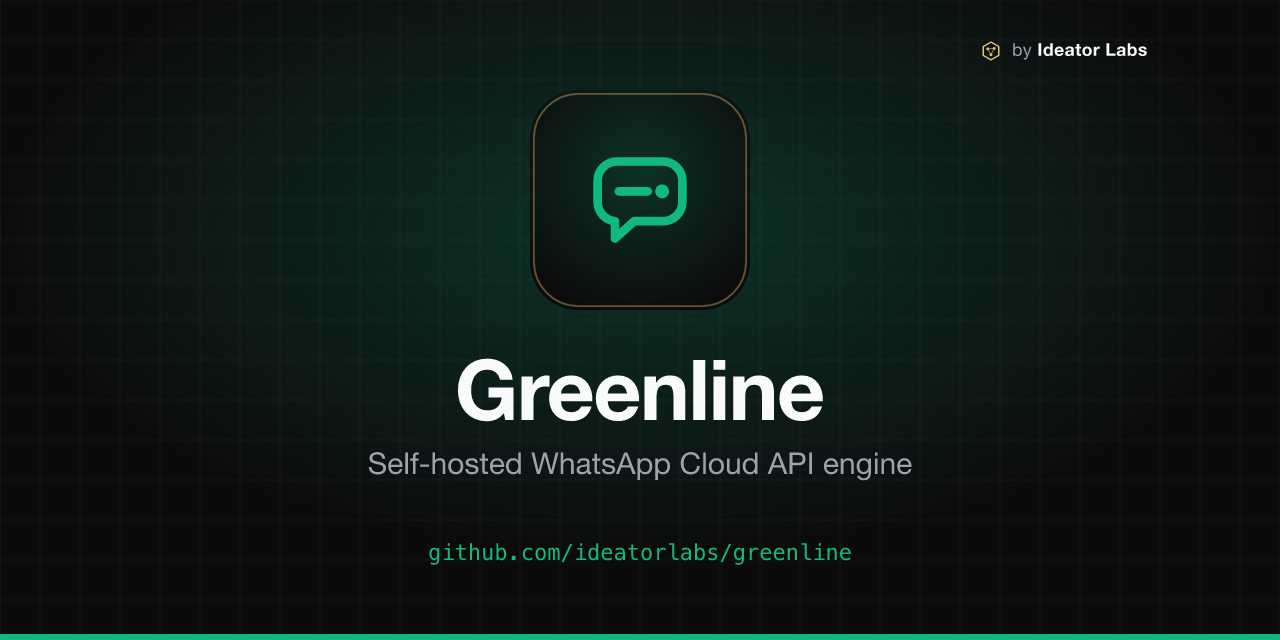 by Ideator Labs
Greenline
Self-hosted WhatsApp Cloud API engine
github.com/ideatorlabs/greenline